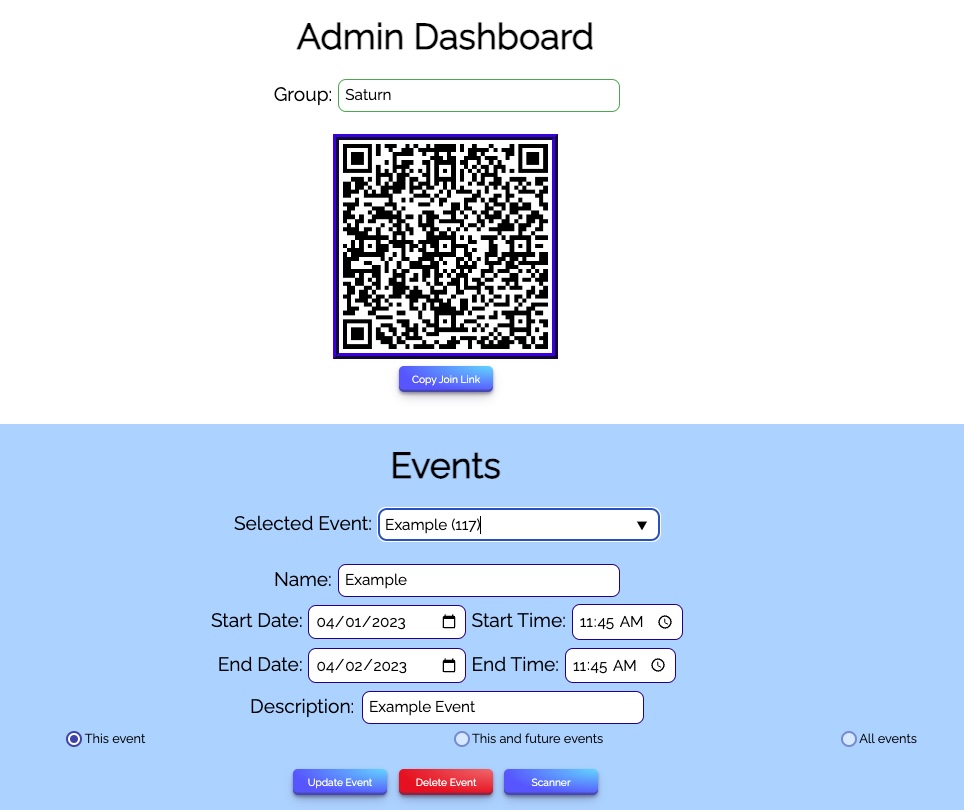 Admin Dashboard
Group: Saturn
Copy Join Link
Events
Selected Event: Example (117)
Name: Example
Start Date: 04/01/2023 Start Time: 11:45 AM
End Date: 04/02/2023 End Time: 11:45 AM
Description: Example Event
This event This and future events All events
Update Event Delete Event Scanner